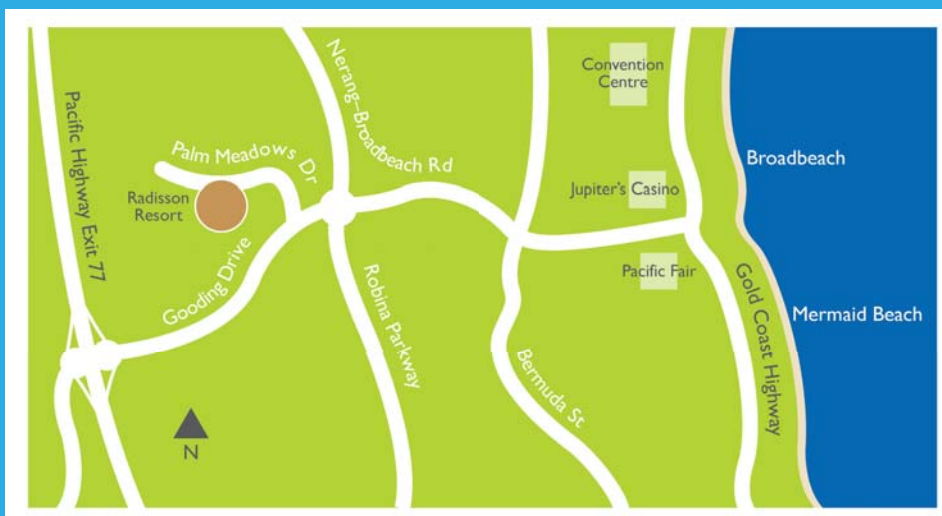 Pacific Highway Exit 77
Palm Meadows Dr
Radisson
Resort
Gooding Drive
Nerang–Broadbeach Rd
Robina Parkway
Bermuda St
Convention
Centre
Jupiter's Casino
Pacific Fair
Gold Coast Highway
Broadbeach
Mermaid Beach
N